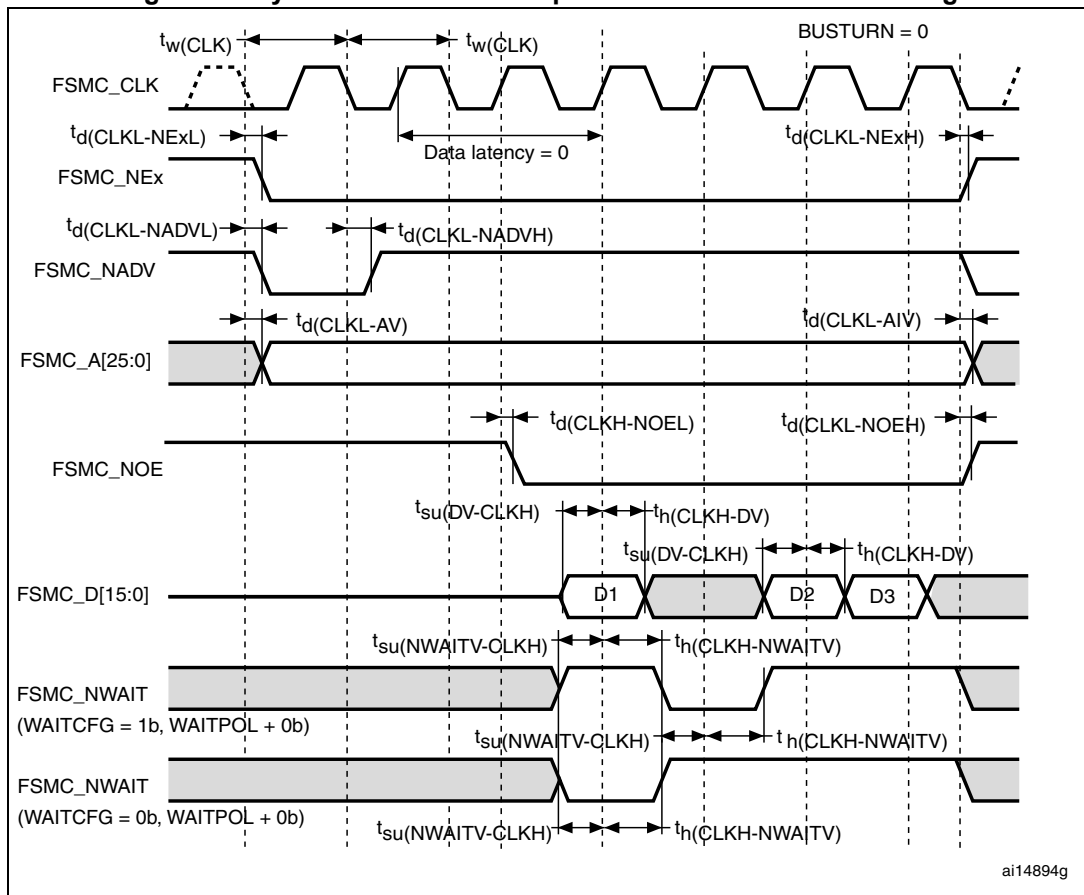 BUSTURN = 0
tw(CLK) tw(CLK)
FSMC_CLK
td(CLKL-NExL) Data latency = 0 td(CLKL-NExH)
FSMC_NEx
td(CLKL-NADVL) td(CLKL-NADVH)
FSMC_NADV
td(CLKL-AV) td(CLKL-AIV)
FSMC_A[25:0]
td(CLKH-NOEL) td(CLKL-NOEH)
FSMC_NOE
tsu(DV-CLKH) th(CLKH-DV)
tsu(DV-CLKH) th(CLKH-DV)
FSMC_D[15:0] D1 D2 D3
tsu(NWAITV-CLKH) th(CLKH-NWAITV)
FSMC_NWAIT
(WAITCFG = 1b, WAITPOL + 0b)
tsu(NWAITV-CLKH) th(CLKH-NWAITV)
FSMC_NWAIT
(WAITCFG = 0b, WAITPOL + 0b)
tsu(NWAITV-CLKH) th(CLKH-NWAITV)
ai14894g